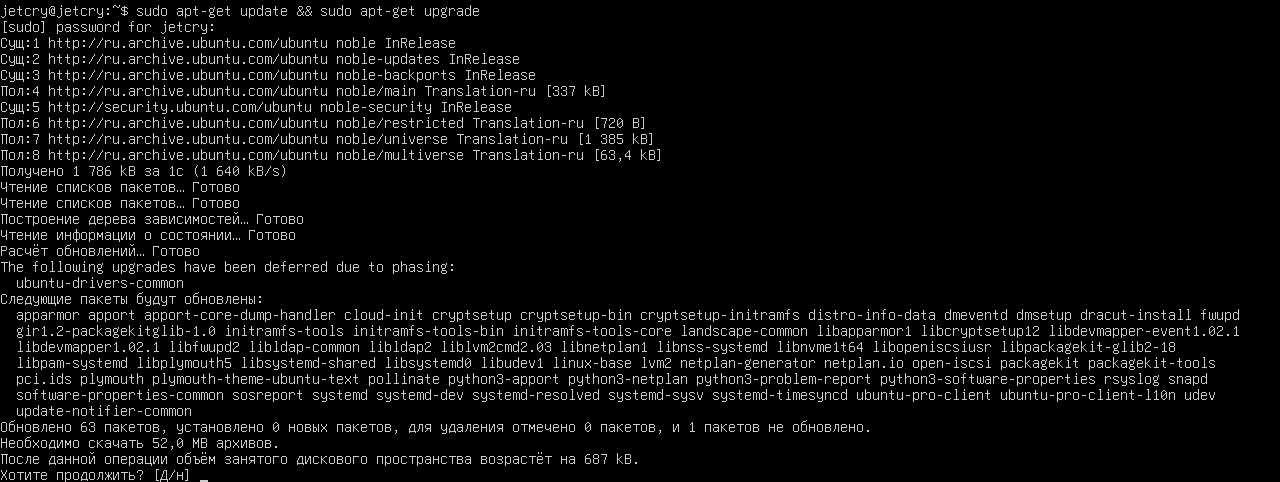 jetcry@jetcry:~$ sudo apt-get update && sudo apt-get upgrade
[sudo] password for jetcry:
Сущ:1 http://ru.archive.ubuntu.com/ubuntu noble InRelease
Сущ:2 http://ru.archive.ubuntu.com/ubuntu noble-updates InRelease
Сущ:3 http://ru.archive.ubuntu.com/ubuntu noble-backports InRelease
Пол:4 http://ru.archive.ubuntu.com/ubuntu noble/main Translation-ru [337 kB]
Сущ:5 http://security.ubuntu.com/ubuntu noble-security InRelease
Пол:6 http://ru.archive.ubuntu.com/ubuntu noble/restricted Translation-ru [720 B]
Пол:7 http://ru.archive.ubuntu.com/ubuntu noble/universe Translation-ru [1 385 kB]
Пол:8 http://ru.archive.ubuntu.com/ubuntu noble/multiverse Translation-ru [63,4 kB]
Получено 1 786 kB за 1с (1 640 kB/s)
Чтение списков пакетов… Готово
Чтение списков пакетов… Готово
Построение дерева зависимостей… Готово
Чтение информации о состоянии… Готово
Расчёт обновлений… Готово
The following upgrades have been deferred due to phasing:
ubuntu-drivers-common
Следующие пакеты будут обновлены:
apparmor apport apport-core-dump-handler cloud-init cryptsetup cryptsetup-bin cryptsetup-initramfs distro-info-data dmeventd dmsetup dracut-install fwupd
gir1.2-packagekitglib-1.0 initramfs-tools initramfs-tools-bin initramfs-tools-core landscape-common libapparmor1 libcryptsetup12 libdevmapper-event1.02.1
libdevmapper1.02.1 libfwupd2 libldap-common libldap2 liblvm2cmd2.03 libnetplan1 libnss-systemd libnvme1t64 libopeniscsiusr libpackagekit-glib2-18
libpam-systemd libplymouth5 libsystemd-shared libsystemd0 libudev1 linux-base lvm2 netplan-generator netplan.io open-iscsi packagekit packagekit-tools
pci.ids plymouth plymouth-theme-ubuntu-text pollinate python3-apport python3-netplan python3-problem-report python3-software-properties rsyslog snapd
software-properties-common sosreport systemd systemd-dev systemd-resolved systemd-sysv systemd-timesyncd ubuntu-pro-client ubuntu-pro-client-l10n udev
update-notifier-common
Обновлено 63 пакетов, установлено 0 новых пакетов, для удаления отмечено 0 пакетов, и 1 пакетов не обновлено.
Необходимо скачать 52,0 MB архивов.
После данной операции объём занятого дискового пространства возрастёт на 687 kB.
Хотите продолжить? [Д/н] _